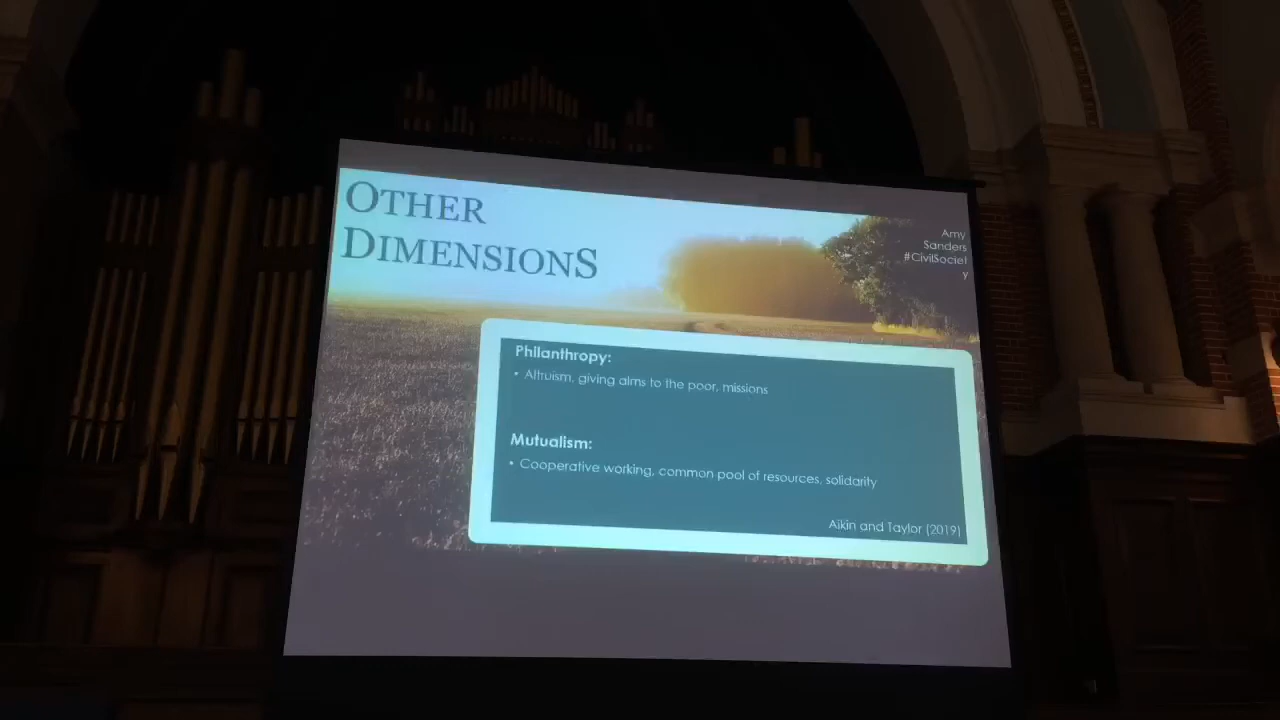 OTHER
DIMENSIONS
Amy
Sanders
#CivilSociet
y
Philanthropy:
• Altruism, giving alms to the poor, missions
Mutualism:
• Cooperative working, common pool of resources, solidarity
Aikin and Taylor (2019)